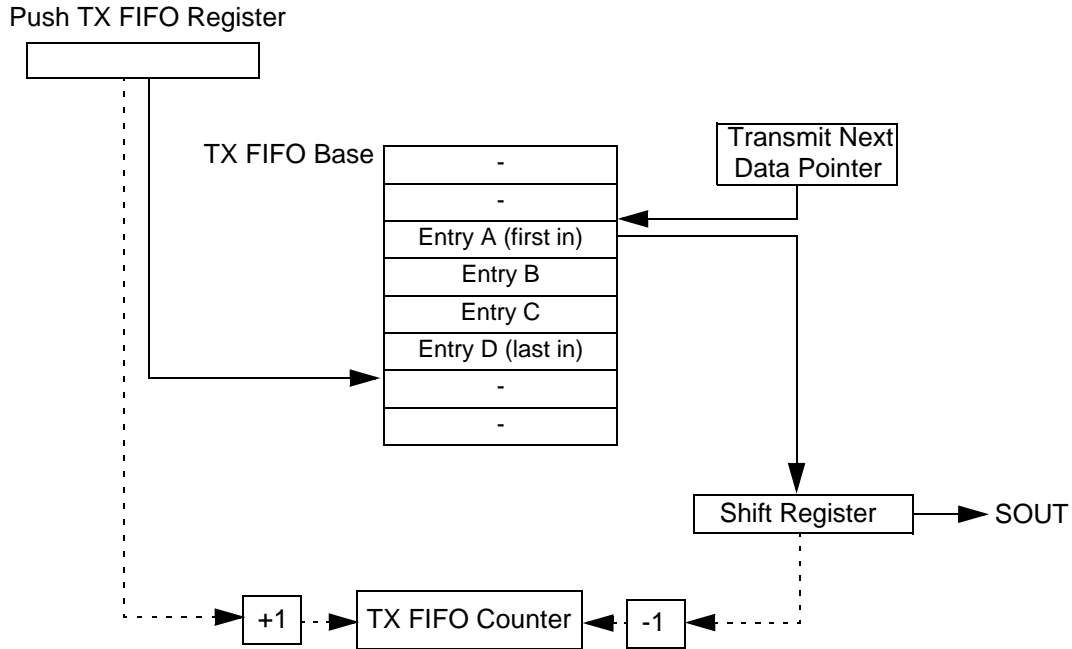 Push TX FIFO Register
TX FIFO Base
-
-
Entry A (first in)
Entry B
Entry C
Entry D (last in)
-
-
Transmit Next
Data Pointer
Shift Register
SOUT
+1
TX FIFO Counter
-1